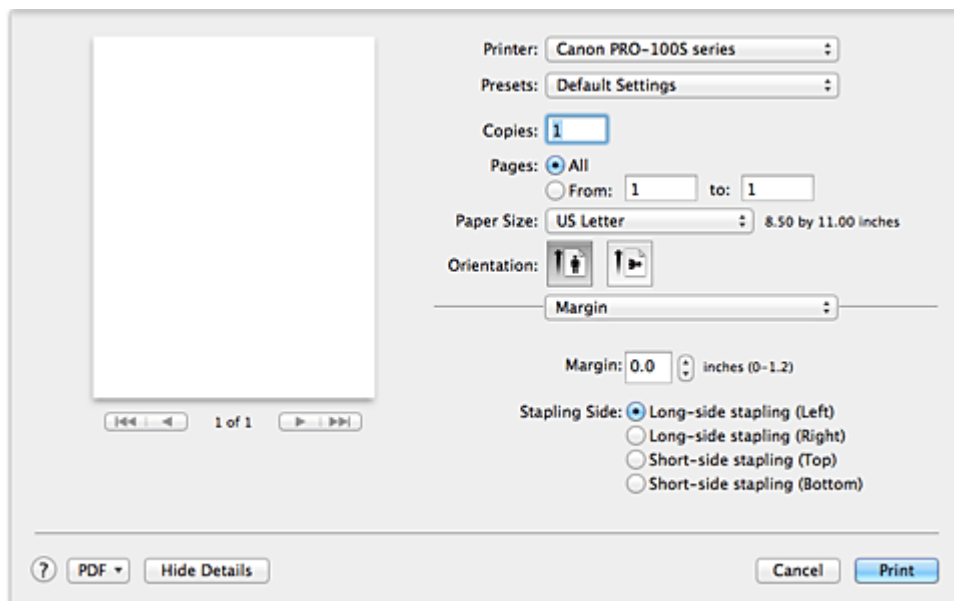 Printer: Canon PRO-100S series
Presets: Default Settings
Copies: 1
Pages: All
From: 1 to: 1
Paper Size: US Letter 8.50 by 11.00 inches
Orientation:
Margin
Margin: 0.0 inches (0-1.2)
Stapling Side: Long-side stapling (Left)
Long-side stapling (Right)
Short-side stapling (Top)
Short-side stapling (Bottom)
1 of 1
? PDF Hide Details Cancel Print